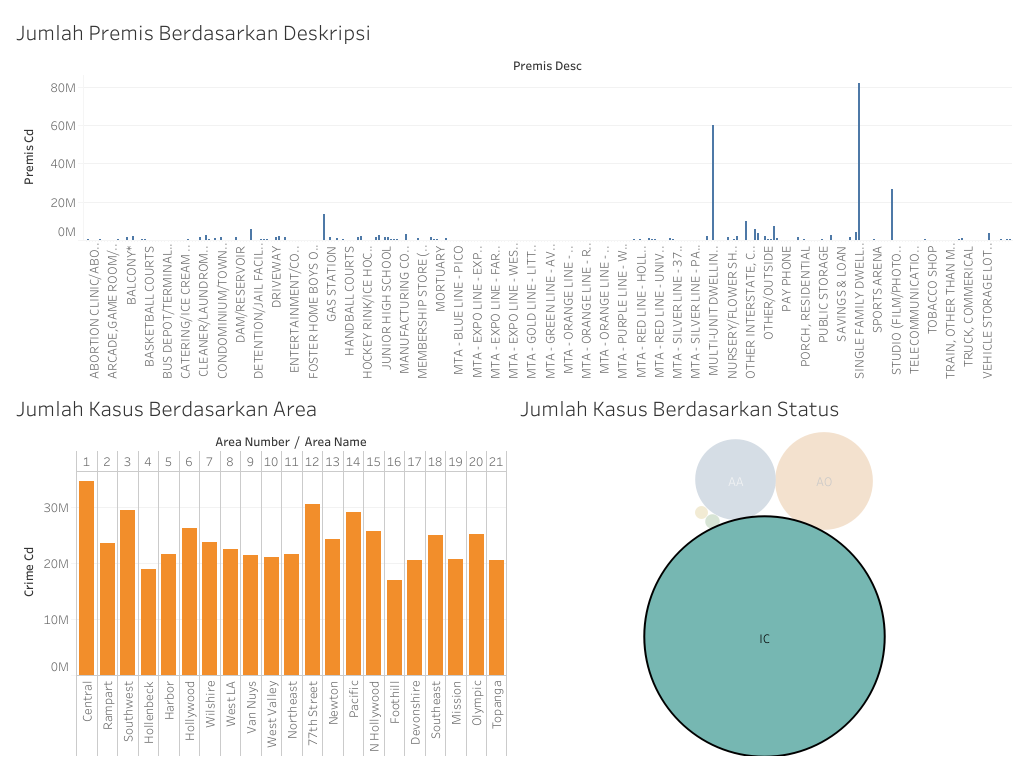 Jumlah Premis Berdasarkan Deskripsi
Premis Desc
Premis Cd
80M
60M
40M
20M
0M
ABORTION CLINIC/ABO..
ARCADE,GAME ROOM/..
BALCONY*
BASKETBALL COURTS
BUS DEPOT/TERMINAL..
CATERING/ICE CREAM..
CLEANER/LAUNDROM..
CONDOMINIUM/TOWN..
DAM/RESERVOIR
DETENTION/JAIL FACIL..
DRIVEWAY
ENTERTAINMENT/CO..
FOSTER HOME BOYS O..
GAS STATION
HANDBALL COURTS
HOCKEY RINK/ICE HOC..
JUNIOR HIGH SCHOOL
MANUFACTURING CO..
MEMBERSHIP STORE (..
MORTUARY
MTA - BLUE LINE - PICO
MTA - EXPO LINE - EXP..
MTA - EXPO LINE - FAR..
MTA - EXPO LINE - WES..
MTA - GOLD LINE - LITT..
MTA - GREEN LINE - AV..
MTA - ORANGE LINE - ..
MTA - ORANGE LINE - R..
MTA - ORANGE LINE - ..
MTA - PURPLE LINE - W..
MTA - RED LINE - HOLL..
MTA - RED LINE - UNIV..
MTA - SILVER LINE - 37..
MTA - SILVER LINE - PA..
MULTI-UNIT DWELLIN..
NURSERY/FLOWER SH..
OTHER INTERSTATE, C..
OTHER/OUTSIDE
PAY PHONE
PORCH, RESIDENTIAL
PUBLIC STORAGE
SAVINGS & LOAN
SINGLE FAMILY DWELL..
SPORTS ARENA
STUDIO (FILM/PHOTO..
TELECOMMUNICATIO..
TOBACCO SHOP
TRAIN, OTHER THAN M..
TRUCK, COMMERICAL
VEHICLE STORAGE LOT..
Jumlah Kasus Berdasarkan Area
Area Number / Area Name
1 2 3 4 5 6 7 8 9 10 11 12 13 14 15 16 17 18 19 20 21
Crime Cd
30M
20M
10M
0M
Central
Rampart
Southwest
Hollenbeck
Harbor
Hollywood
Wilshire
West LA
Van Nuys
West Valley
Northeast
77th Street
Newton
Pacific
N Hollywood
Foothill
Devonshire
Southeast
Mission
Olympic
Topanga
Jumlah Kasus Berdasarkan Status
AA
AO
IC